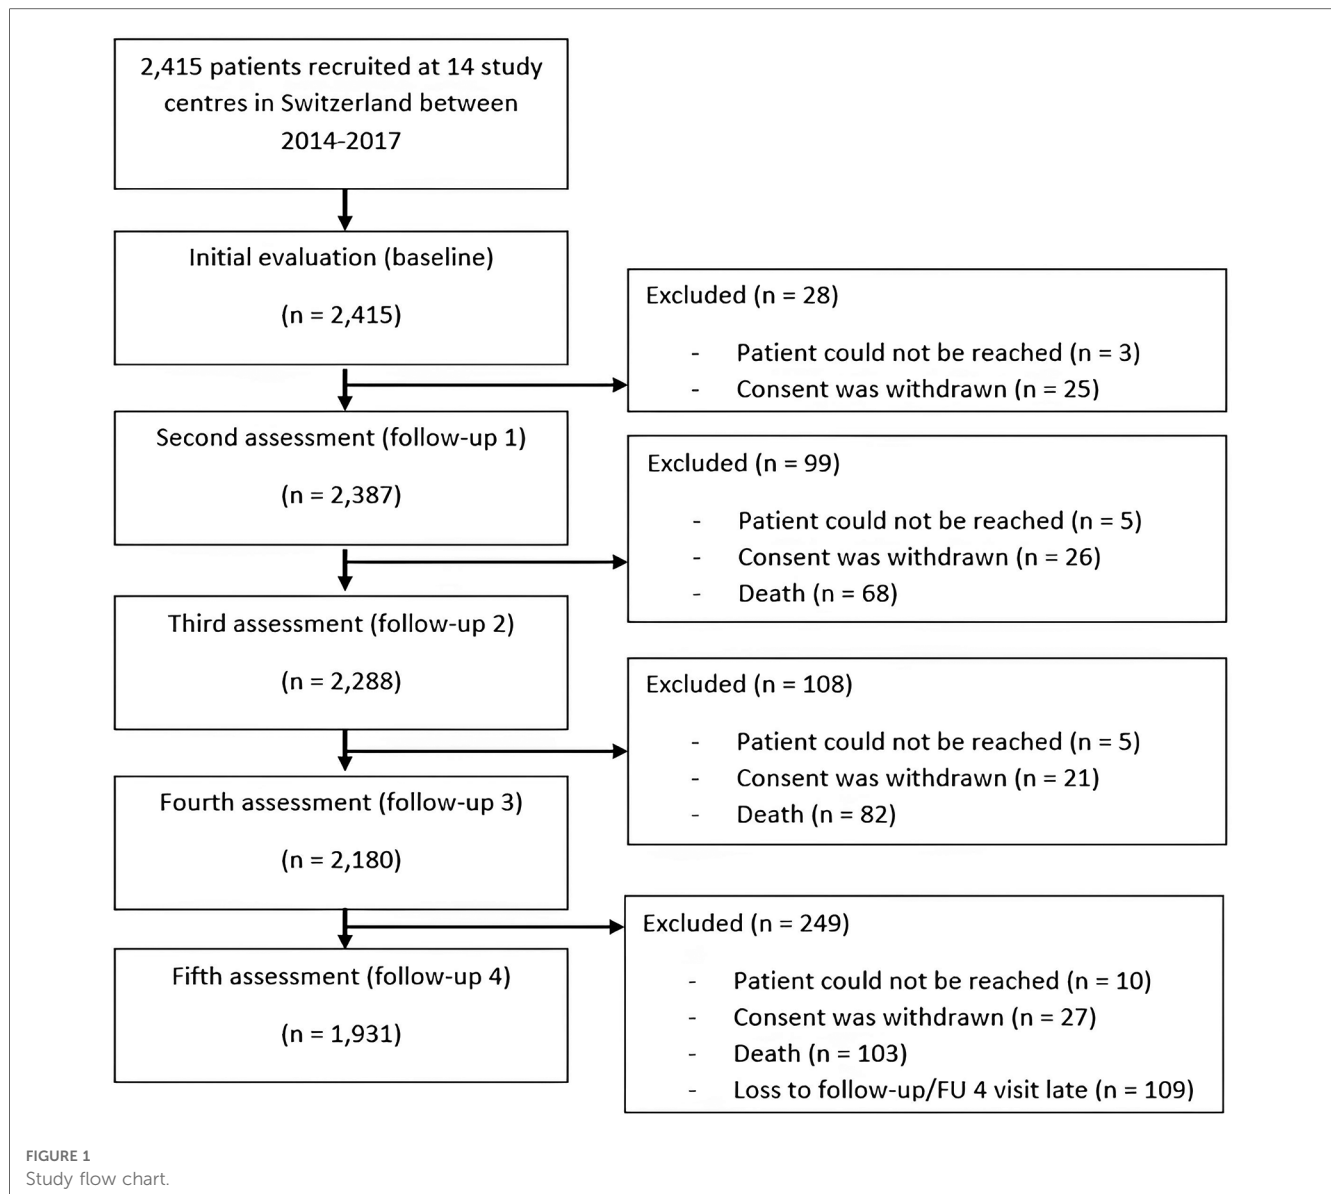 2,415 patients recruited at 14 study
centres in Switzerland between
2014-2017
Initial evaluation (baseline)
(n = 2,415)
Excluded (n = 28)
- Patient could not be reached (n = 3)
- Consent was withdrawn (n = 25)
Second assessment (follow-up 1)
(n = 2,387)
Excluded (n = 99)
- Patient could not be reached (n = 5)
- Consent was withdrawn (n = 26)
- Death (n = 68)
Third assessment (follow-up 2)
(n = 2,288)
Excluded (n = 108)
- Patient could not be reached (n = 5)
- Consent was withdrawn (n = 21)
- Death (n = 82)
Fourth assessment (follow-up 3)
(n = 2,180)
Excluded (n = 249)
- Patient could not be reached (n = 10)
- Consent was withdrawn (n = 27)
- Death (n = 103)
- Loss to follow-up/FU 4 visit late (n = 109)
Fifth assessment (follow-up 4)
(n = 1,931)
FIGURE 1
Study flow chart.